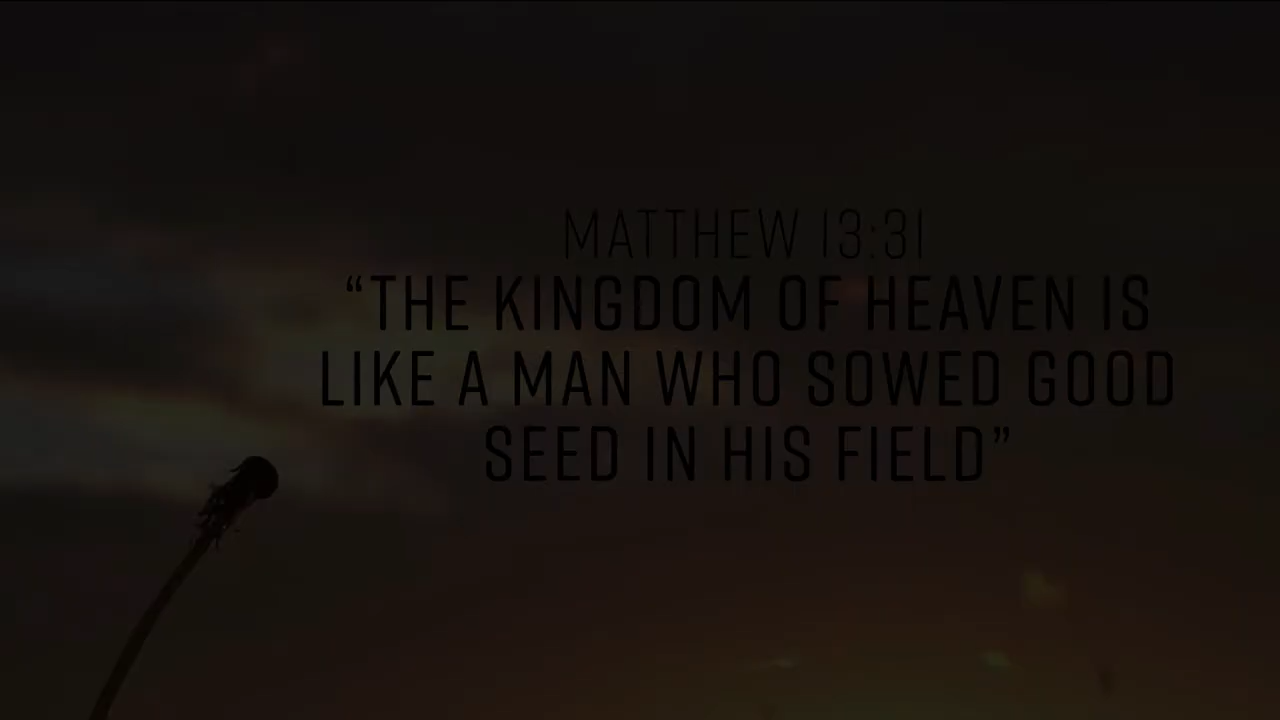 MATTHEW 13:31
“THE KINGDOM OF HEAVEN IS
LIKE A MAN WHO SOWED GOOD
SEED IN HIS FIELD”